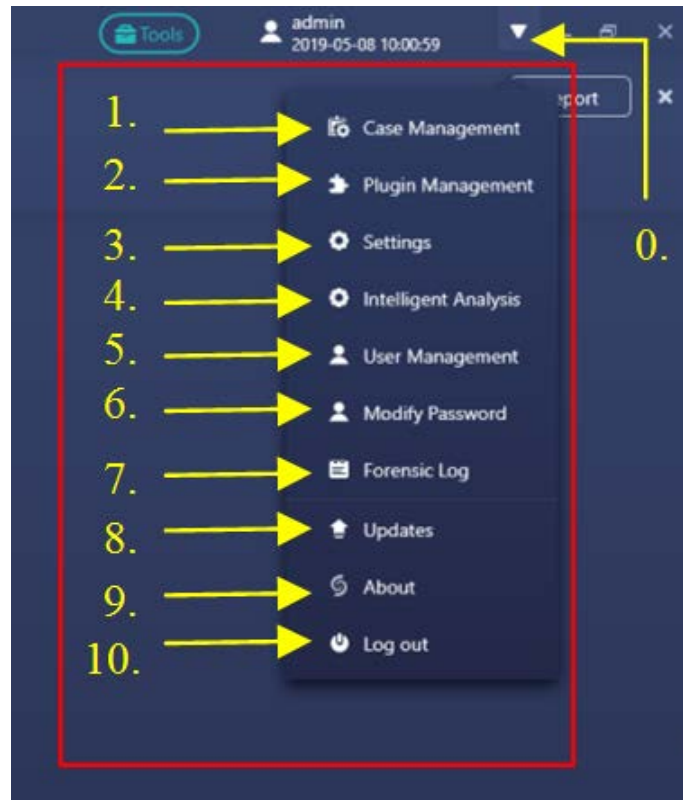 Tools
admin
2019-05-08 10:00:59
port
1. Case Management
2. Plugin Management
3. Settings
0.
4. Intelligent Analysis
5. User Management
6. Modify Password
7. Forensic Log
8. Updates
9. About
10. Log out